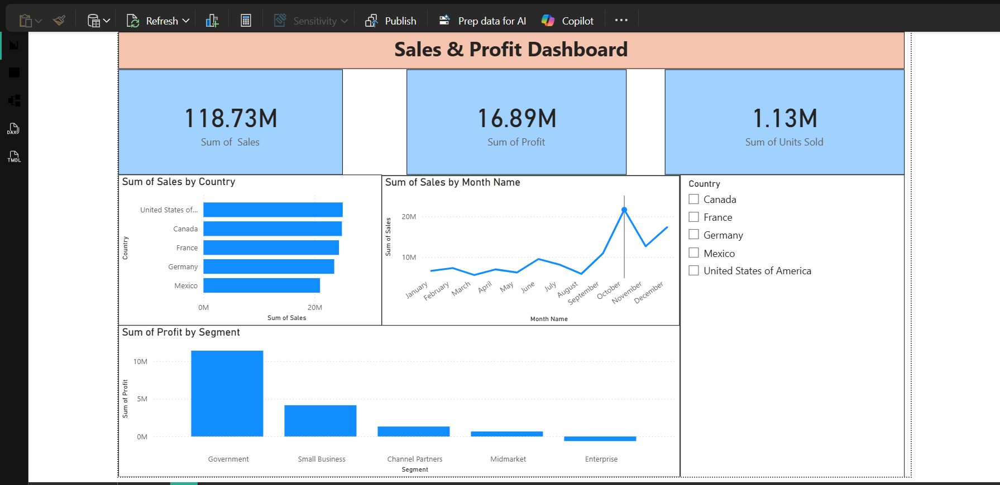 Refresh
Sensitivity
Publish
Prep data for AI
Copilot
DAX
TMDL
Sales & Profit Dashboard
118.73M
Sum of  Sales
16.89M
Sum of Profit
1.13M
Sum of Units Sold
Sum of Sales by Country
Country
United States of...
Canada
France
Germany
Mexico
0M
20M
Sum of Sales
Sum of Sales by Month Name
Sum of Sales
20M
10M
January
February
March
April
May
June
July
August
September
October
November
December
Month Name
Country
Canada
France
Germany
Mexico
United States of America
Sum of Profit by Segment
Sum of Profit
10M
5M
0M
Government
Small Business
Channel Partners
Midmarket
Enterprise
Segment